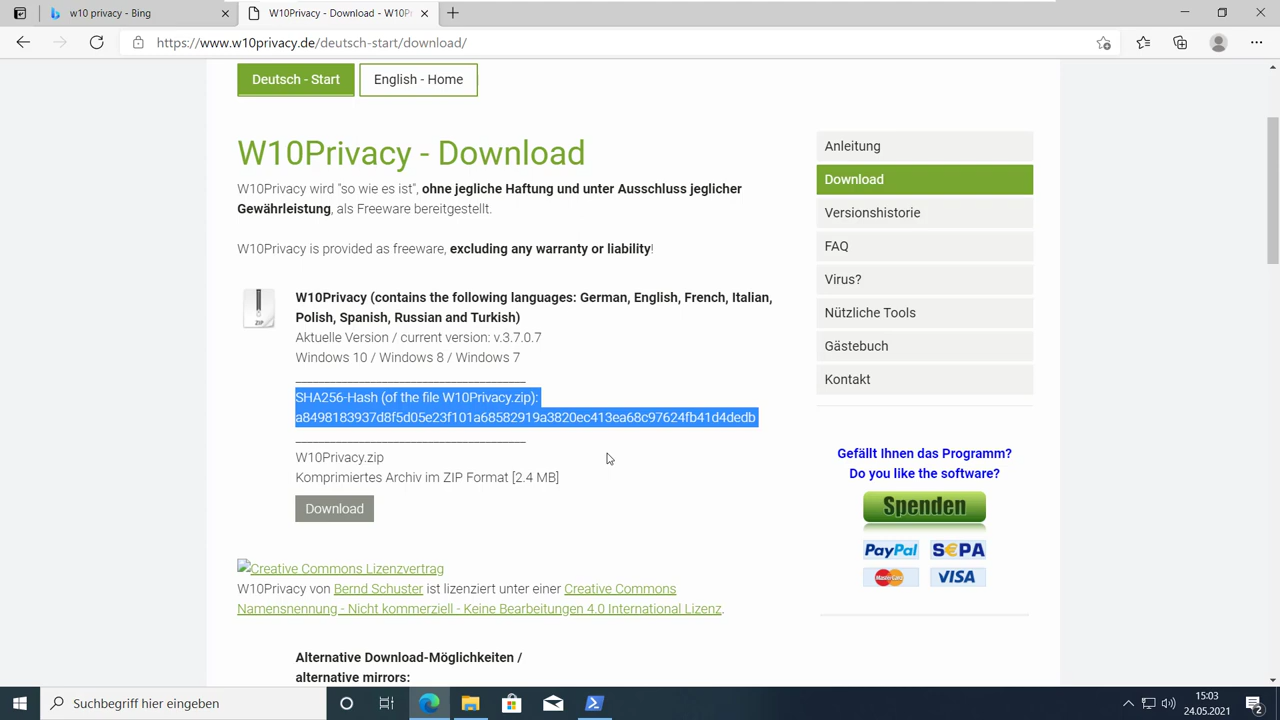 w10 privacy - Bing
W10Privacy - Download - W10Pr
https://www.w10privacy.de/deutsch-start/download/
Deutsch - Start
English - Home
W10Privacy - Download
W10Privacy wird "so wie es ist", ohne jegliche Haftung und unter Ausschluss jeglicher
Gewährleistung, als Freeware bereitgestellt.
W10Privacy is provided as freeware, excluding any warranty or liability!
ZIP
W10Privacy (contains the following languages: German, English, French, Italian,
Polish, Spanish, Russian and Turkish)
Aktuelle Version / current version: v.3.7.0.7
Windows 10 / Windows 8 / Windows 7
SHA256-Hash (of the file W10Privacy.zip):
a8498183937d8f5d05e23f101a68582919a3820ec413ea68c97624fb41d4dedb
W10Privacy.zip
Komprimiertes Archiv im ZIP Format [2.4 MB]
Download
Creative Commons Lizenzvertrag
W10Privacy von Bernd Schuster ist lizenziert unter einer Creative Commons
Namensnennung - Nicht kommerziell - Keine Bearbeitungen 4.0 International Lizenz.
Alternative Download-Möglichkeiten /
alternative mirrors:
Anleitung
Download
Versionshistorie
FAQ
Virus?
Nützliche Tools
Gästebuch
Kontakt
Gefällt Ihnen das Programm?
Do you like the software?
Spenden
PayPal
SEPA
MasterCard
VISA
Suchbegriff hier eingeben
15:03
24.05.2021
2